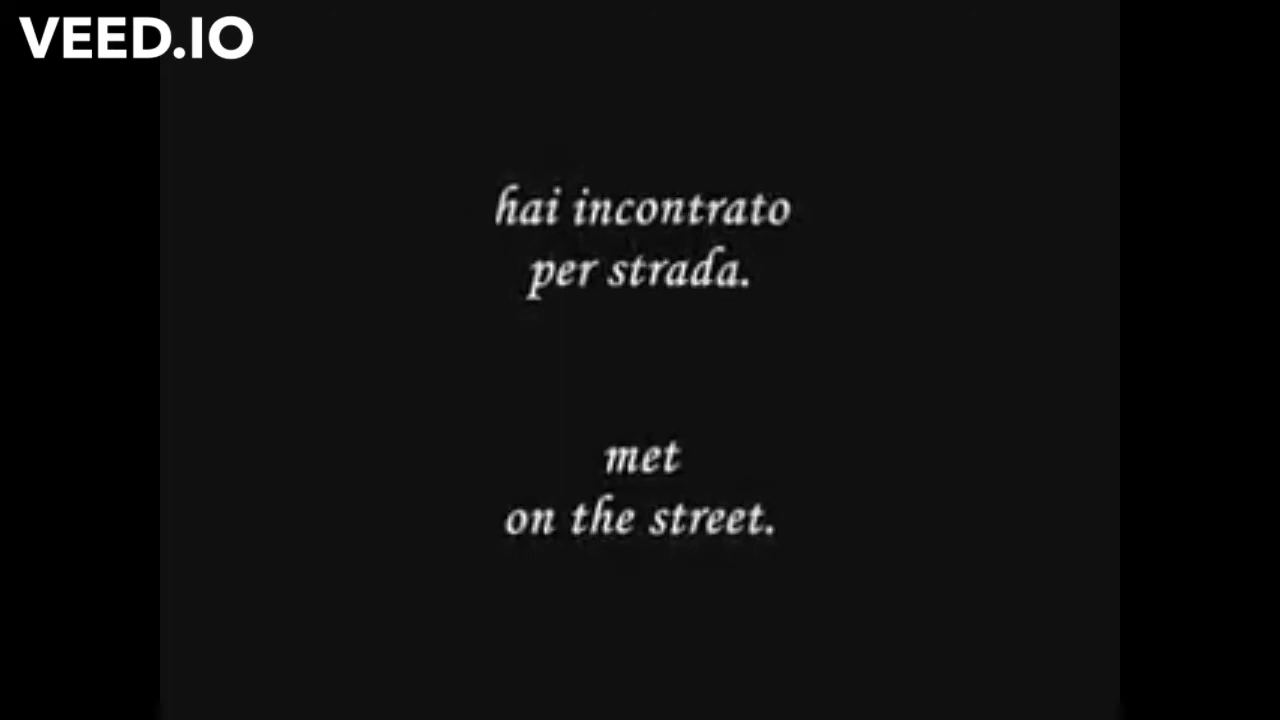 VEED.IO
hai incontrato
per strada.
met
on the street.